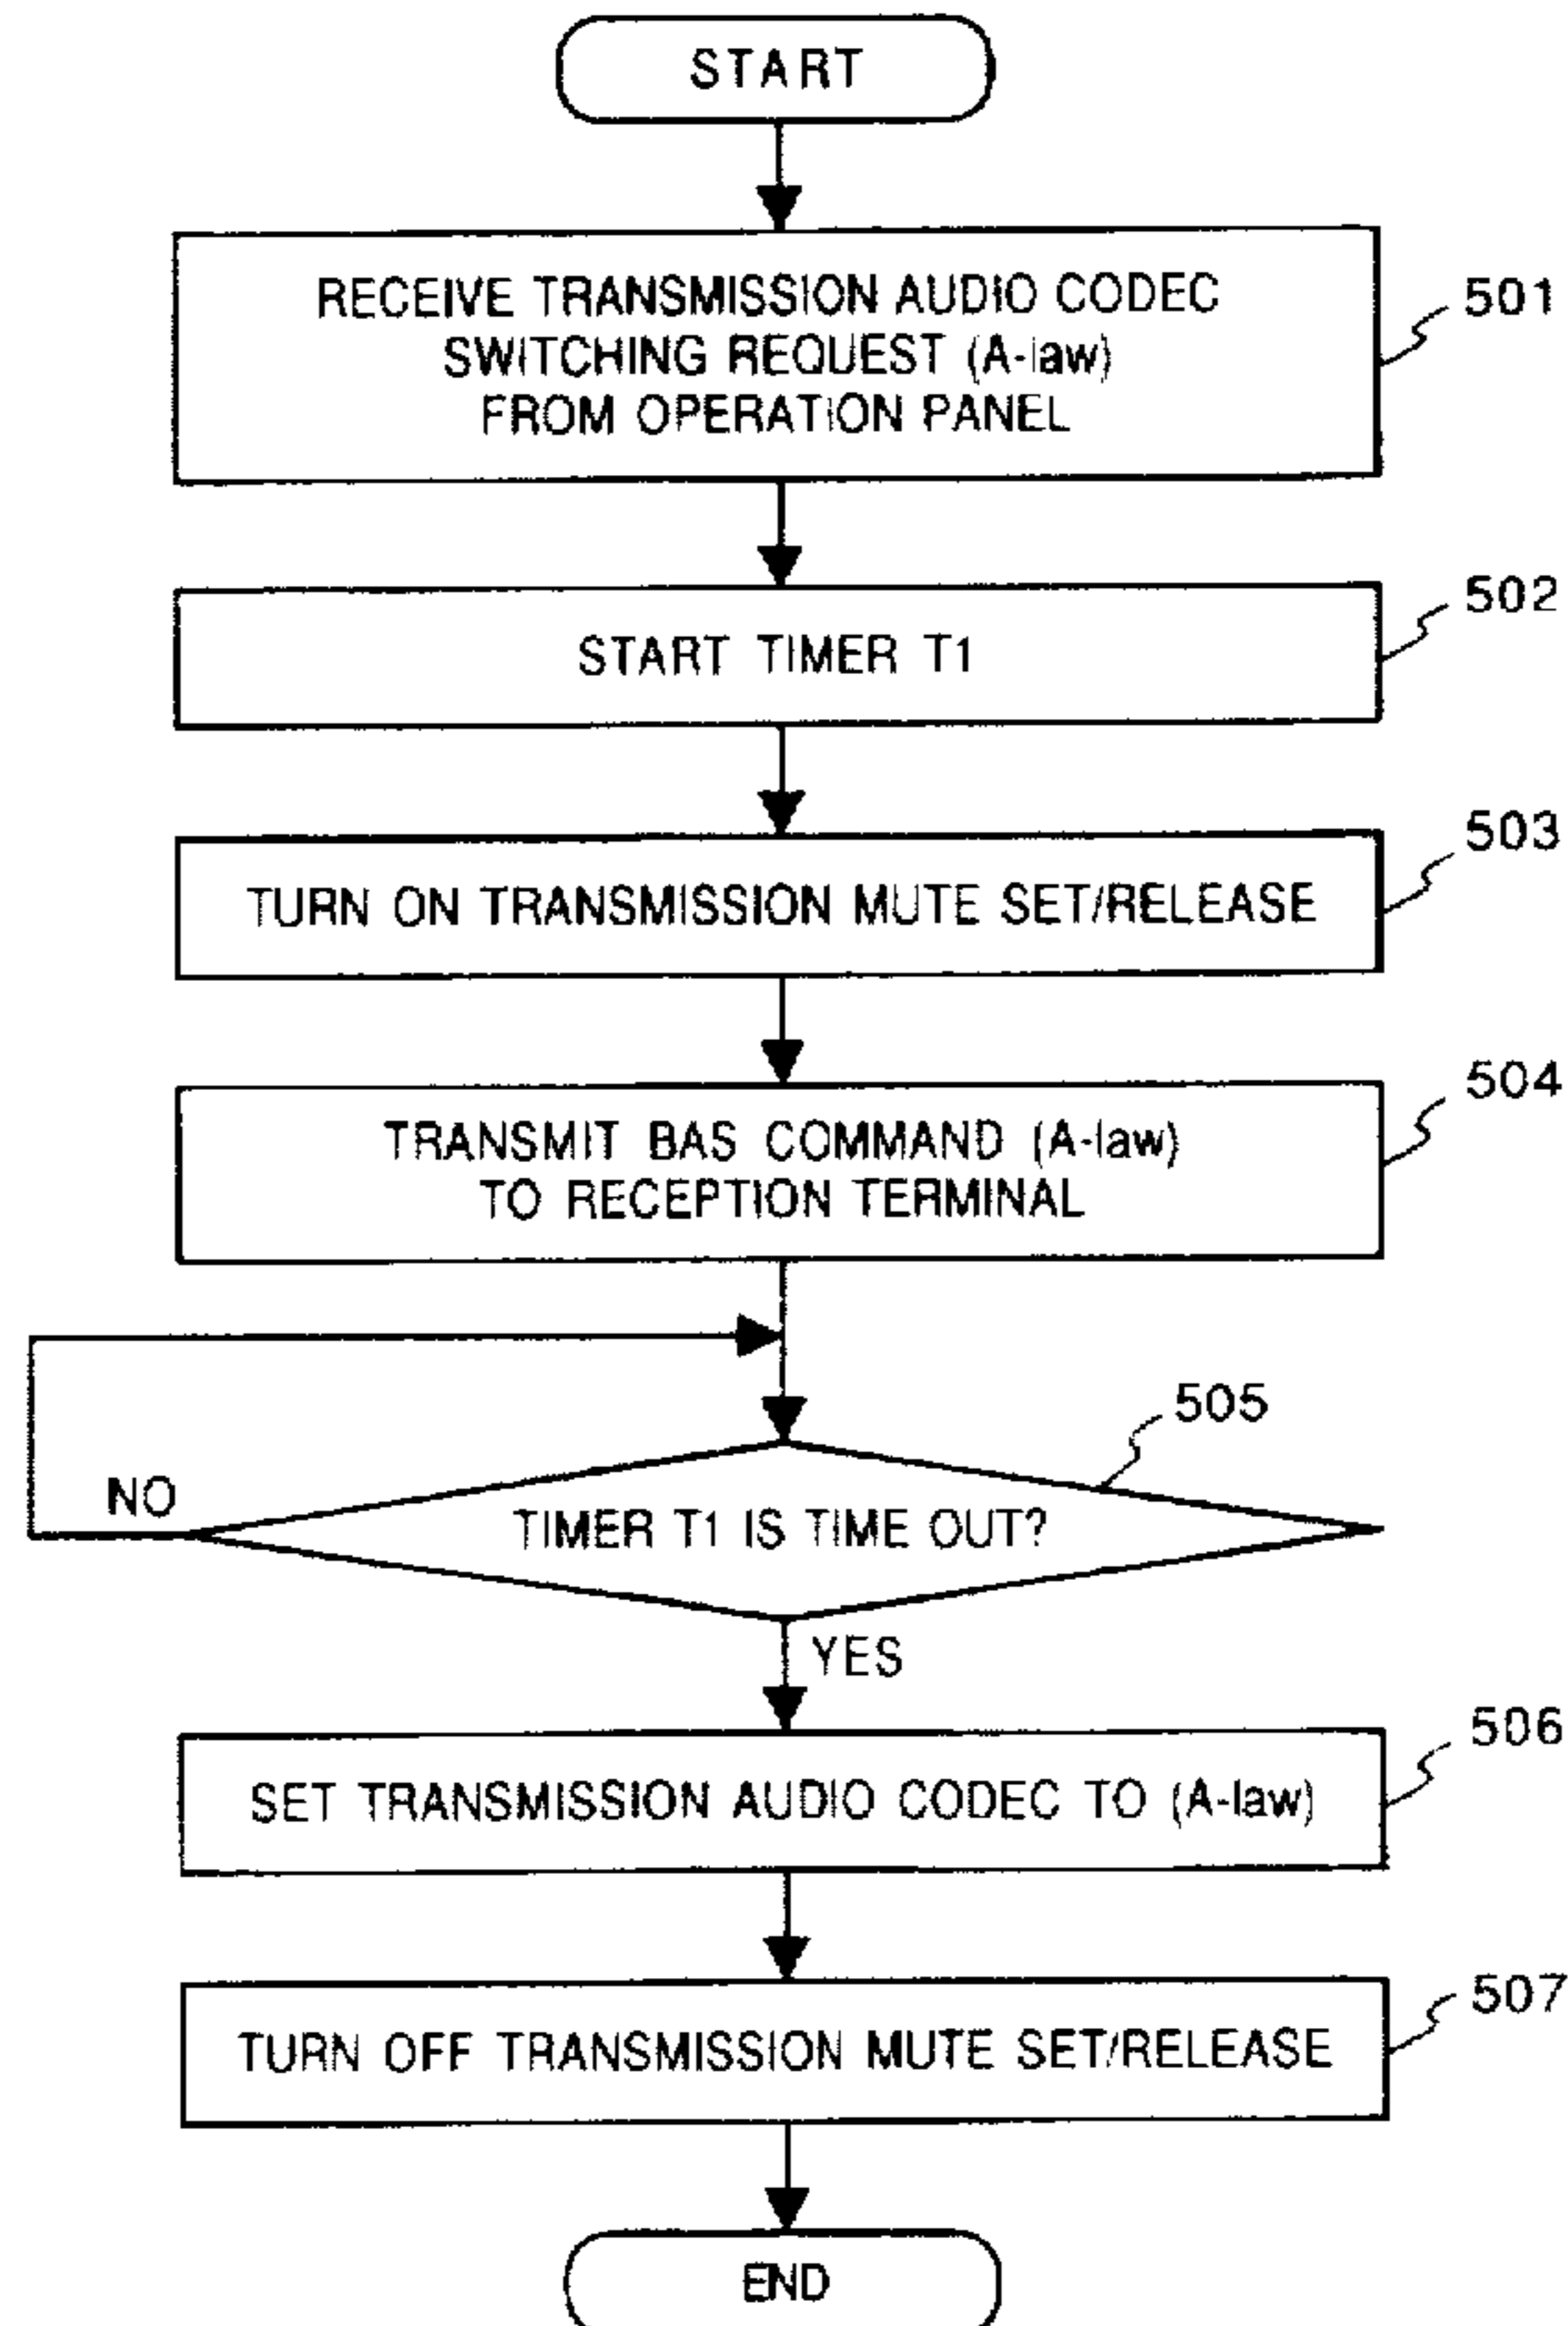 START
RECEIVE TRANSMISSION AUDIO CODEC
SWITCHING REQUEST (A-law)
FROM OPERATION PANEL
501
START TIMER T1
502
TURN ON TRANSMISSION MUTE SET/RELEASE
503
TRANSMIT BAS COMMAND (A-law)
TO RECEPTION TERMINAL
504
505
NO
TIMER T1 IS TIME OUT?
YES
SET TRANSMISSION AUDIO CODEC TO (A-law)
506
TURN OFF TRANSMISSION MUTE SET/RELEASE
507
END